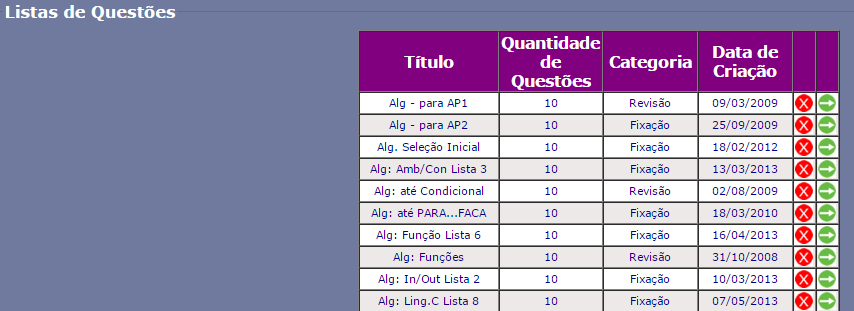 Listas de Questões
Título Quantidade de Questões Categoria Data de Criação
Alg - para AP1 10 Revisão 09/03/2009
Alg - para AP2 10 Fixação 25/09/2009
Alg. Seleção Inicial 10 Fixação 18/02/2012
Alg: Amb/Con Lista 3 10 Fixação 13/03/2013
Alg: até Condicional 10 Revisão 02/08/2009
Alg: até PARA...FACA 10 Fixação 18/03/2010
Alg: Função Lista 6 10 Fixação 16/04/2013
Alg: Funções 10 Revisão 31/10/2008
Alg: In/Out Lista 2 10 Fixação 10/03/2013
Alg: Ling.C Lista 8 10 Fixação 07/05/2013